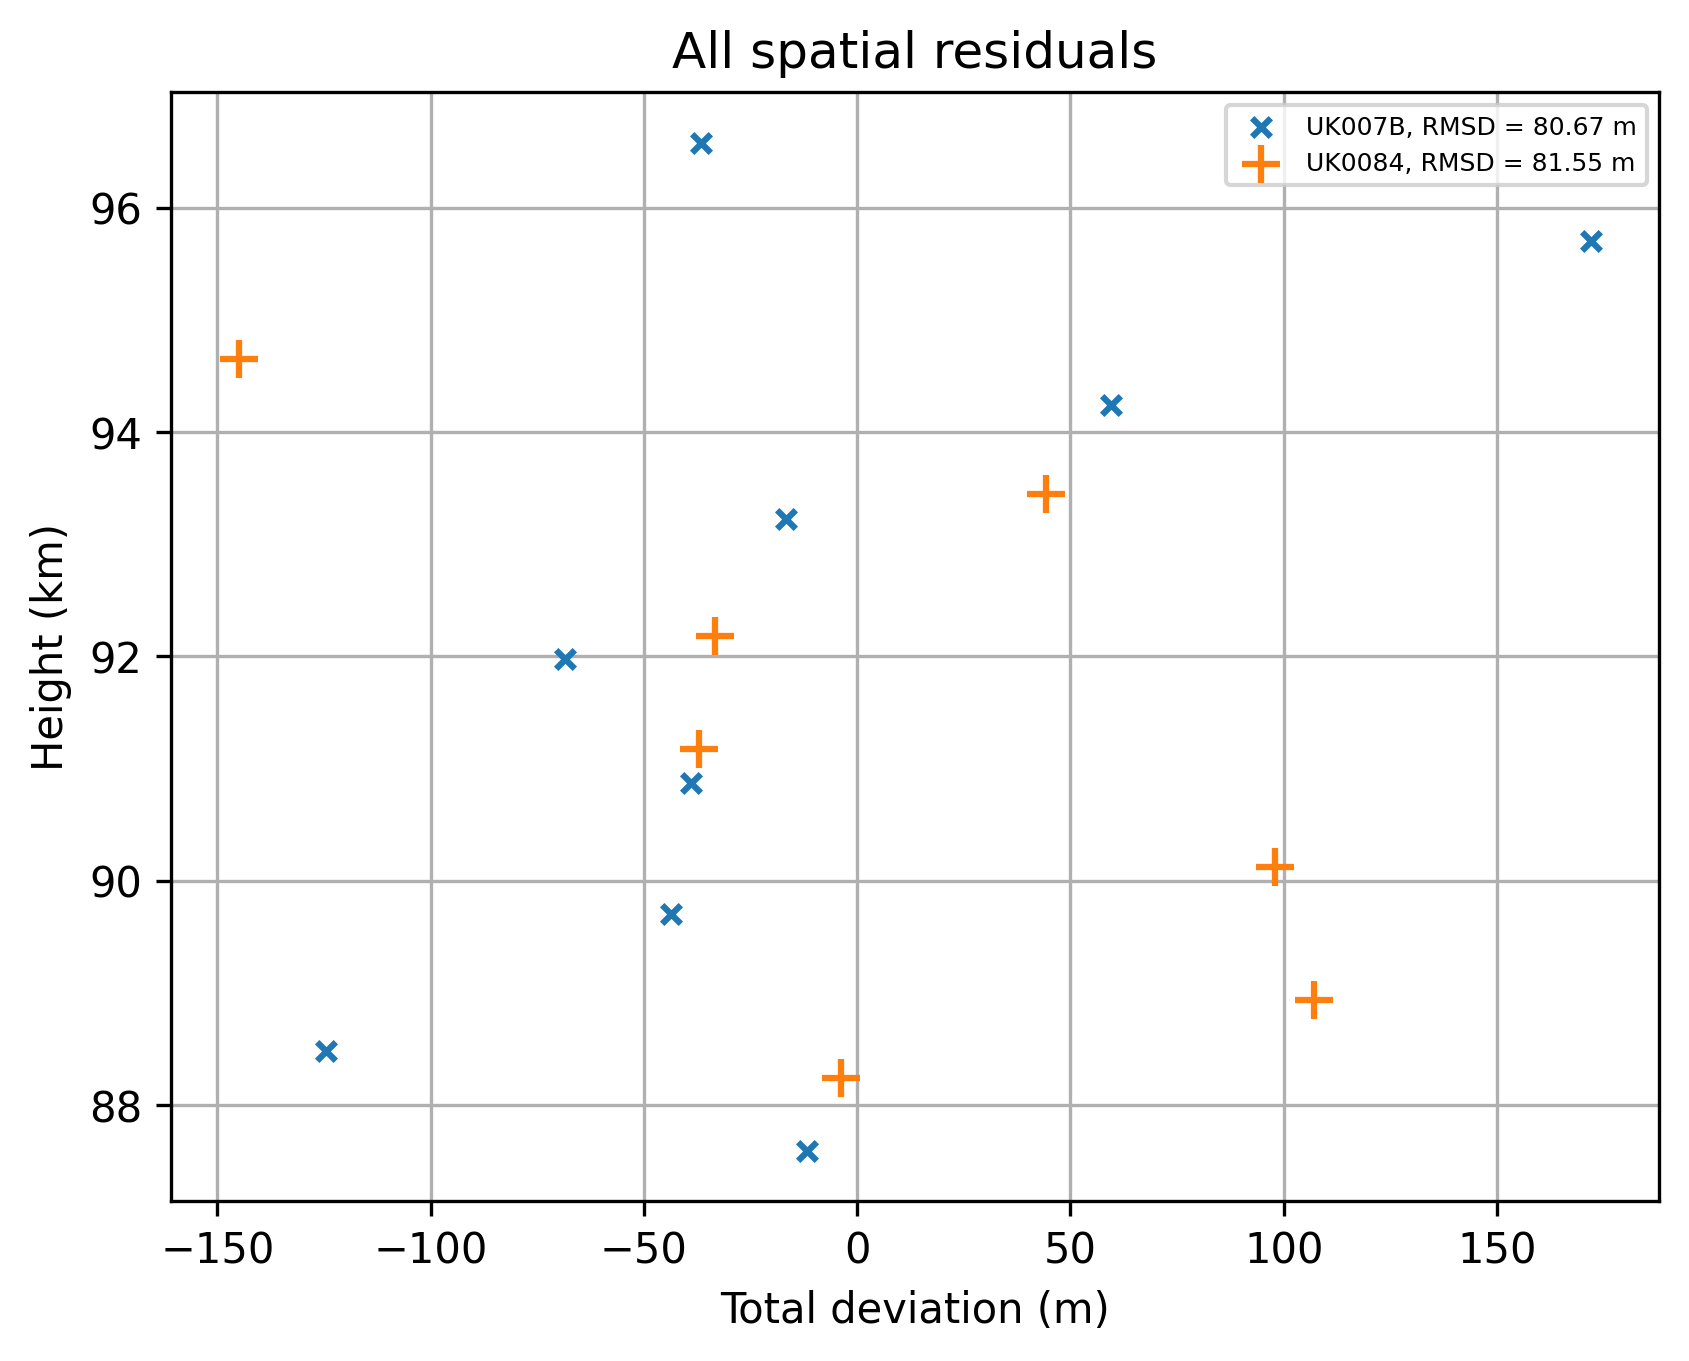 All spatial residuals
UK007B, RMSD = 80.67 m
UK0084, RMSD = 81.55 m
Height (km)
96
94
92
90
88
−150 −100 −50 0 50 100 150
Total deviation (m)